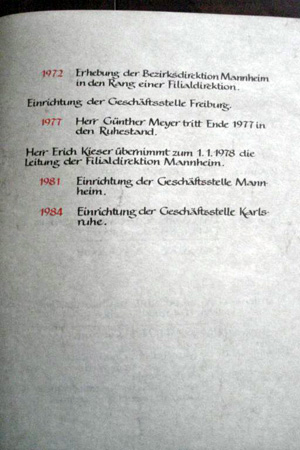 1972 Erhebung der Bezirksdirektion Mannheim
in den Rang einer Filialdirektion.
Einrichtung der Geschäftsstelle Freiburg.
1977 Herr Günther Meyer tritt Ende 1977 in
den Ruhestand.
Herr Erich Kieser übernimmt zum 1.1.1978 die
Leitung der Filialdirektion Mannheim.
1981 Einrichtung der Geschäftsstelle Mann-
heim.
1984 Einrichtung der Geschäftsstelle Karls-
ruhe.